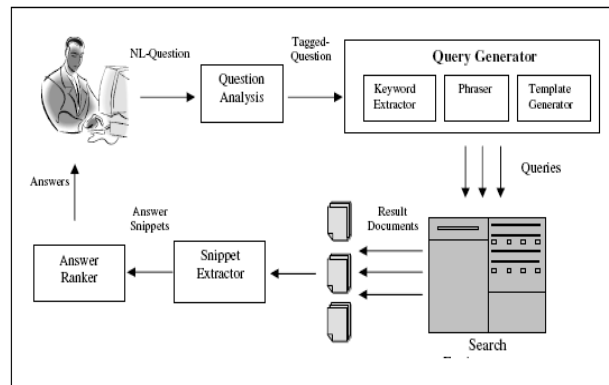 NL-Question
Question
Analysis
Tagged-
Question
Query Generator
Keyword
Extractor
Phraser
Template
Generator
Queries
Result
Documents
Search
Snippet
Extractor
Answer
Snippets
Answer
Ranker
Answers